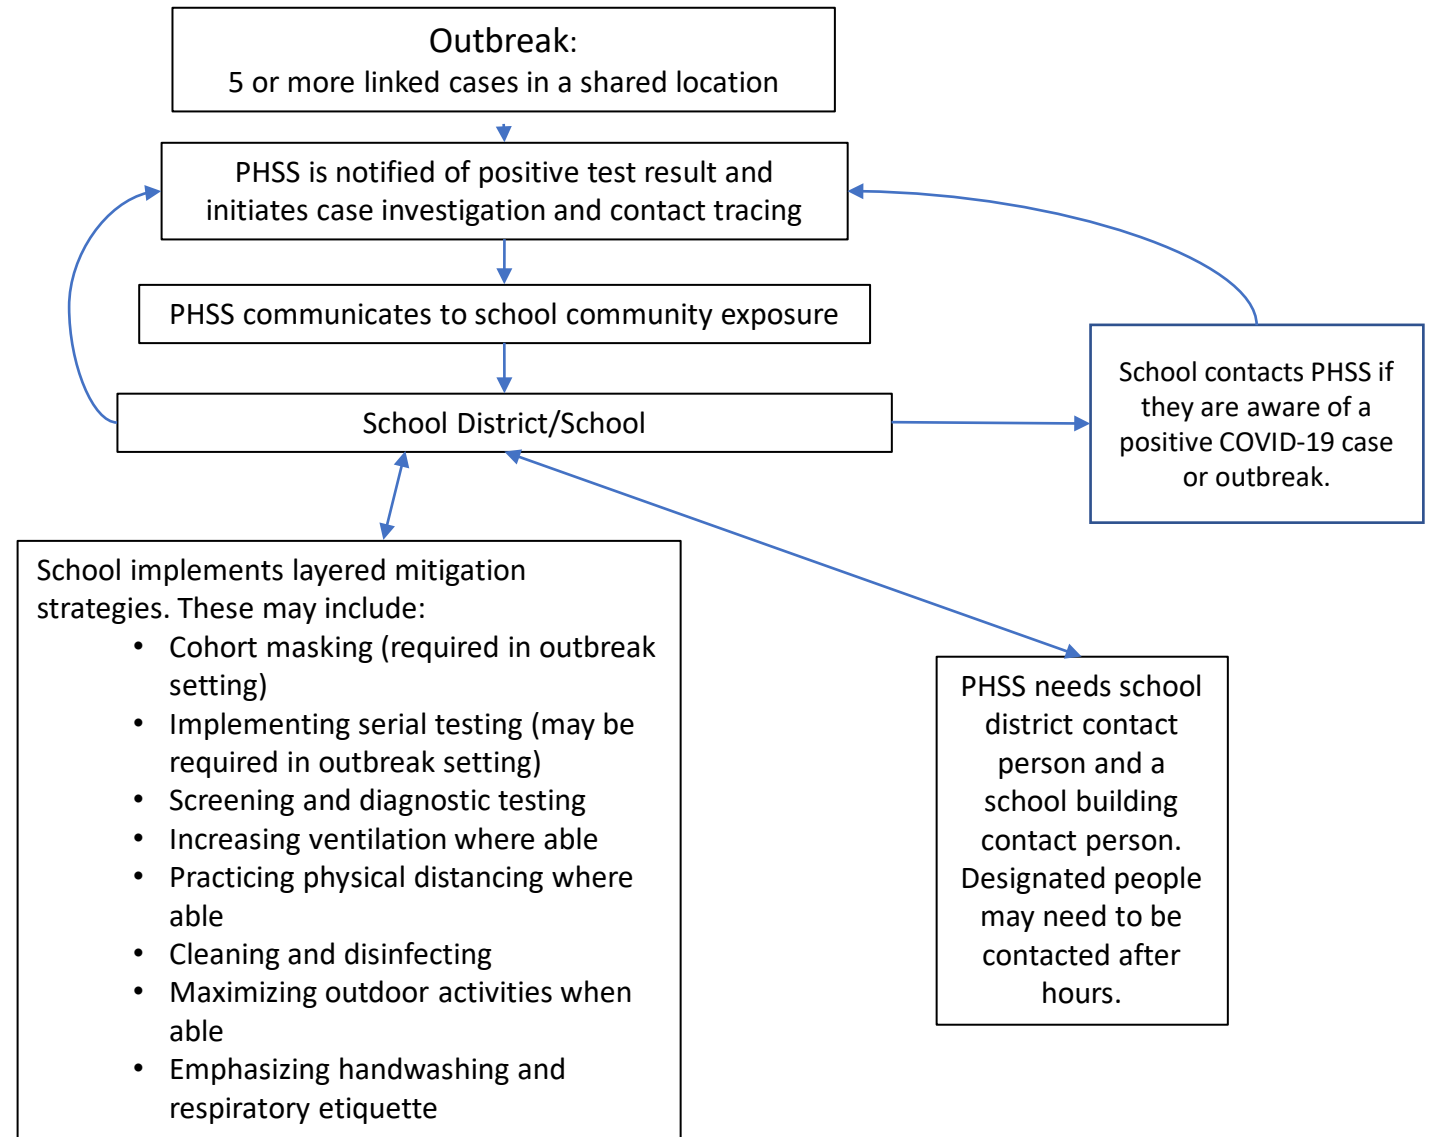 Outbreak:
5 or more linked cases in a shared location
PHSS is notified of positive test result and
initiates case investigation and contact tracing
PHSS communicates to school community exposure
School District/School
School contacts PHSS if
they are aware of a
positive COVID-19 case
or outbreak.
School implements layered mitigation
strategies. These may include:
• Cohort masking (required in outbreak
setting)
• Implementing serial testing (may be
required in outbreak setting)
• Screening and diagnostic testing
• Increasing ventilation where able
• Practicing physical distancing where
able
• Cleaning and disinfecting
• Maximizing outdoor activities when
able
• Emphasizing handwashing and
respiratory etiquette
PHSS needs school
district contact
person and a
school building
contact person.
Designated people
may need to be
contacted after
hours.